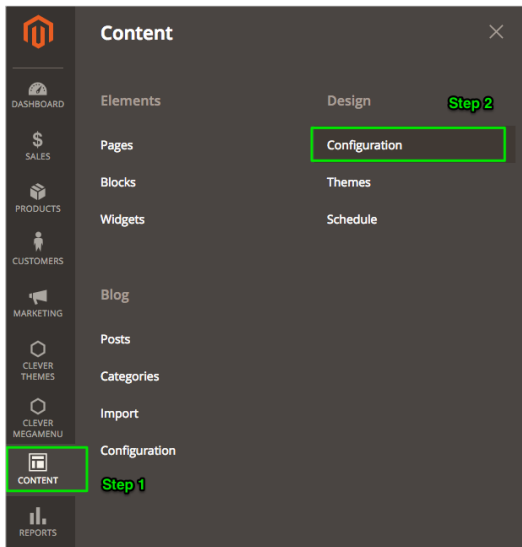 Content
DASHBOARD
SALES
PRODUCTS
CUSTOMERS
MARKETING
CLEVER
THEMES
CLEVER
MEGAMENU
CONTENT
REPORTS
Elements
Pages
Blocks
Widgets
Design
Step 2
Configuration
Themes
Schedule
Blog
Posts
Categories
Import
Configuration
Step 1